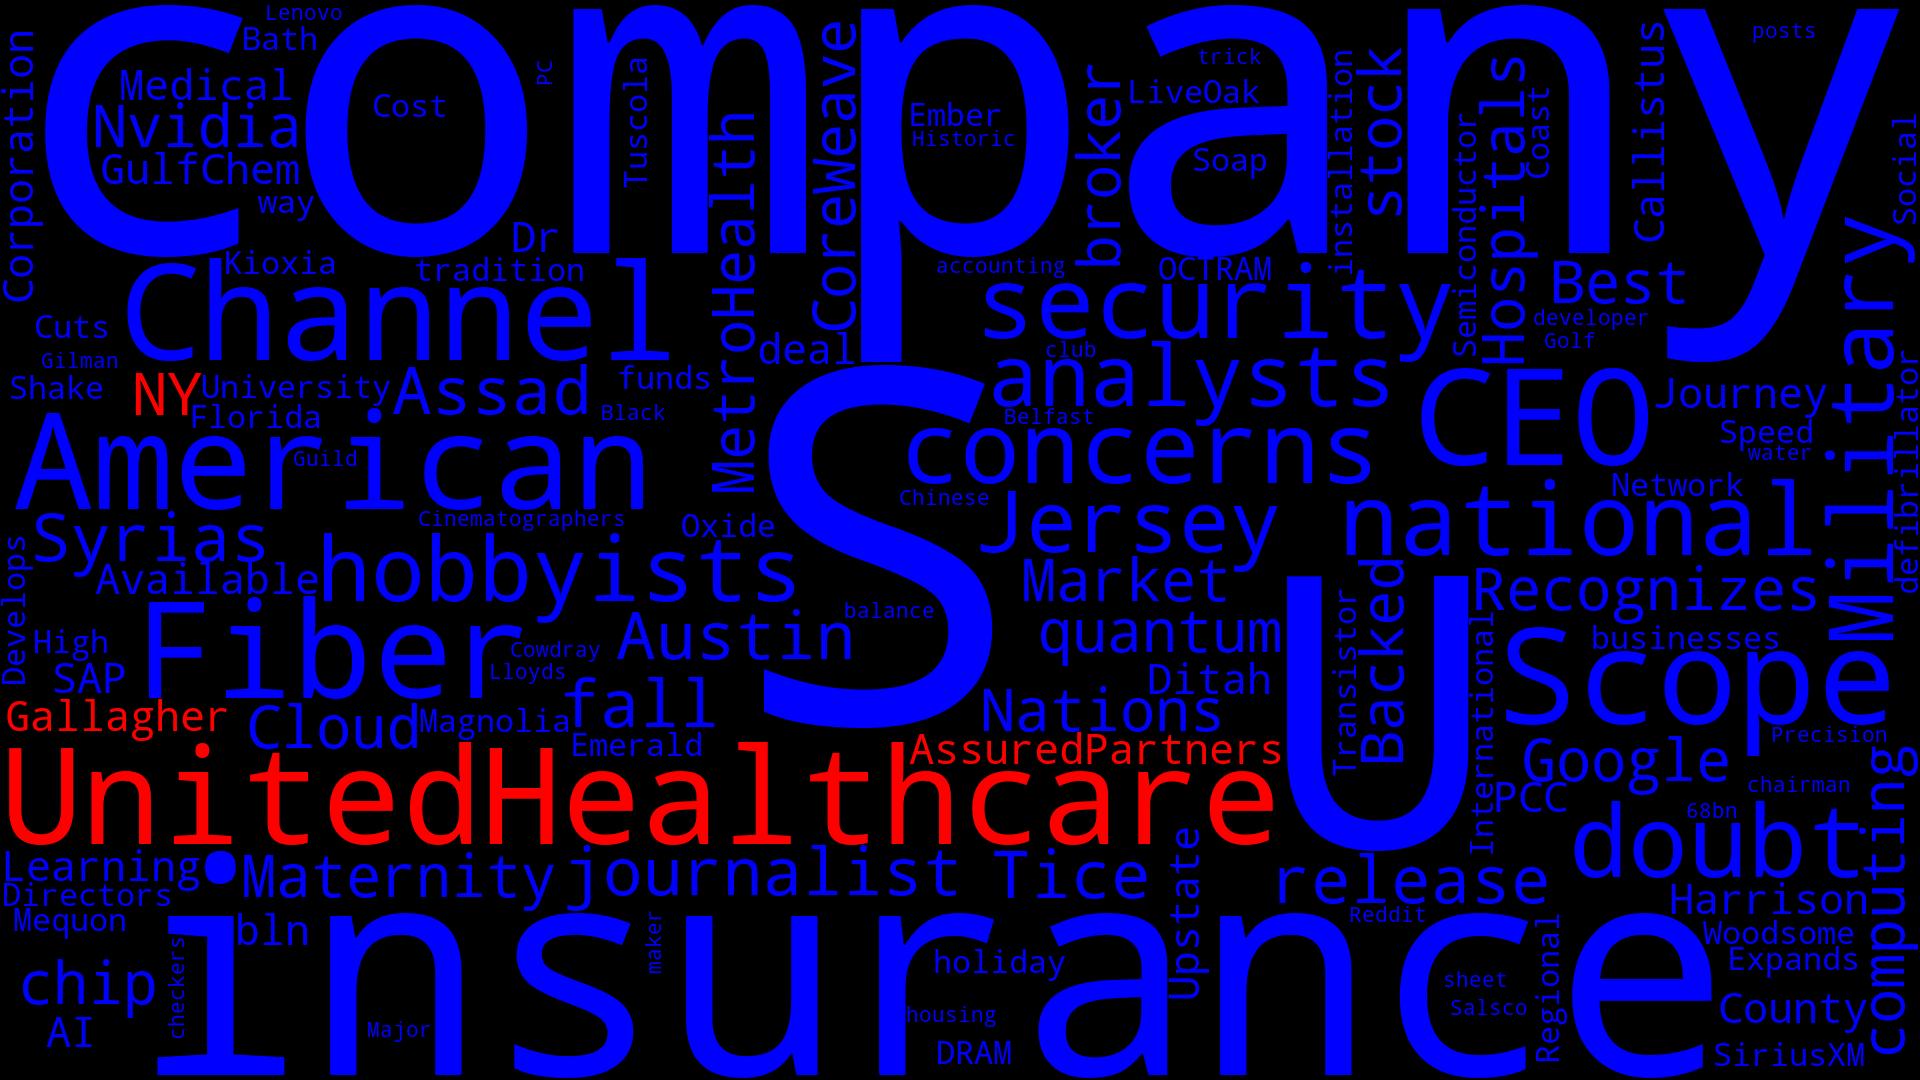 company
Lenovo
Bath
Corporation
Medical
Nvidia
GulfChem
way
Cost
PC
Tuscola
MetroHealth
CoreWeave
Ember
Historic
broker
trick
LiveOak
Soap
installation
stock
Semiconductor
Hospitals
Coast
Callistus
posts
Social
Dr
Kioxia
tradition
Channel
accounting
OCTRAM
security
Best
developer
Golf
Military
Cuts
Gilman
Shake
NY
University
Florida
Assad
funds
Black
deal
club
analysts
Belfast
CEO
Journey
Speed
water
defibrillator
American
Guild
S
concerns
Chinese
Network
national
Jersey
Syrias
Cinematographers
Oxide
Develops
Available
hobbyists
Market
Backed
Recognizes
balance
Fiber
High
SAP
Cowdray
Lloyds
Austin
quantum
U
Transistor
International
businesses
Scope
Ditah
Nations
Gallagher
Cloud
Magnolia
fall
Emerald
AssuredPartners
UnitedHealthcare
Precision
Google
PCC
chairman
68bn
doubt
computing
Learning
Directors
Mequon
Maternity
journalist
Tice
Upstate
release
Harrison
Woodsome
Expands
bln
insurance
checkers
maker
holiday
Reddit
Regional
chip
AI
Major
housing
DRAM
sheet
Salsco
County
SiriusXM